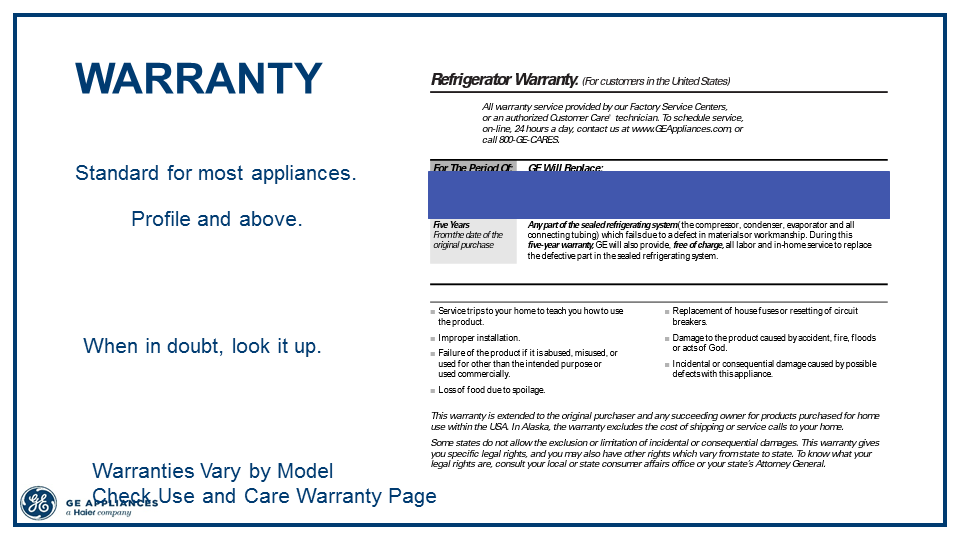 WARRANTY
Standard for most appliances.
Profile and above.
When in doubt, look it up.
Warranties Vary by Model
Check Use and Care Warranty Page
GE APPLIANCES
a Haier company
Refrigerator Warranty. (For customers in the United States)
All warranty service provided by our Factory Service Centers,
or an authorized Customer Care® technician. To schedule service,
on-line, 24 hours a day, contact us at www.GEAppliances.com, or
call 800-GE-CARES.
For The Period Of: GE Will Replace:
Five Years
From the date of the
original purchase
Any part of the sealed refrigerating system (the compressor, condenser, evaporator and all
connecting tubing) which fails due to a defect in materials or workmanship. During this
five-year warranty, GE will also provide, free of charge, all labor and in-home service to replace
the defective part in the sealed refrigerating system.
■ Service trips to your home to teach you how to use
the product.
■ Improper installation.
■ Failure of the product if it is abused, misused, or
used for other than the intended purpose or
used commercially.
■ Loss of food due to spoilage.
■ Replacement of house fuses or resetting of circuit
breakers.
■ Damage to the product caused by accident, fire, floods
or acts of God.
■ Incidental or consequential damage caused by possible
defects with this appliance.
This warranty is extended to the original purchaser and any succeeding owner for products purchased for home
use within the USA. In Alaska, the warranty excludes the cost of shipping or service calls to your home.
Some states do not allow the exclusion or limitation of incidental or consequential damages. This warranty gives
you specific legal rights, and you may also have other rights which vary from state to state. To know what your
legal rights are, consult your local or state consumer affairs office or your state's Attorney General.